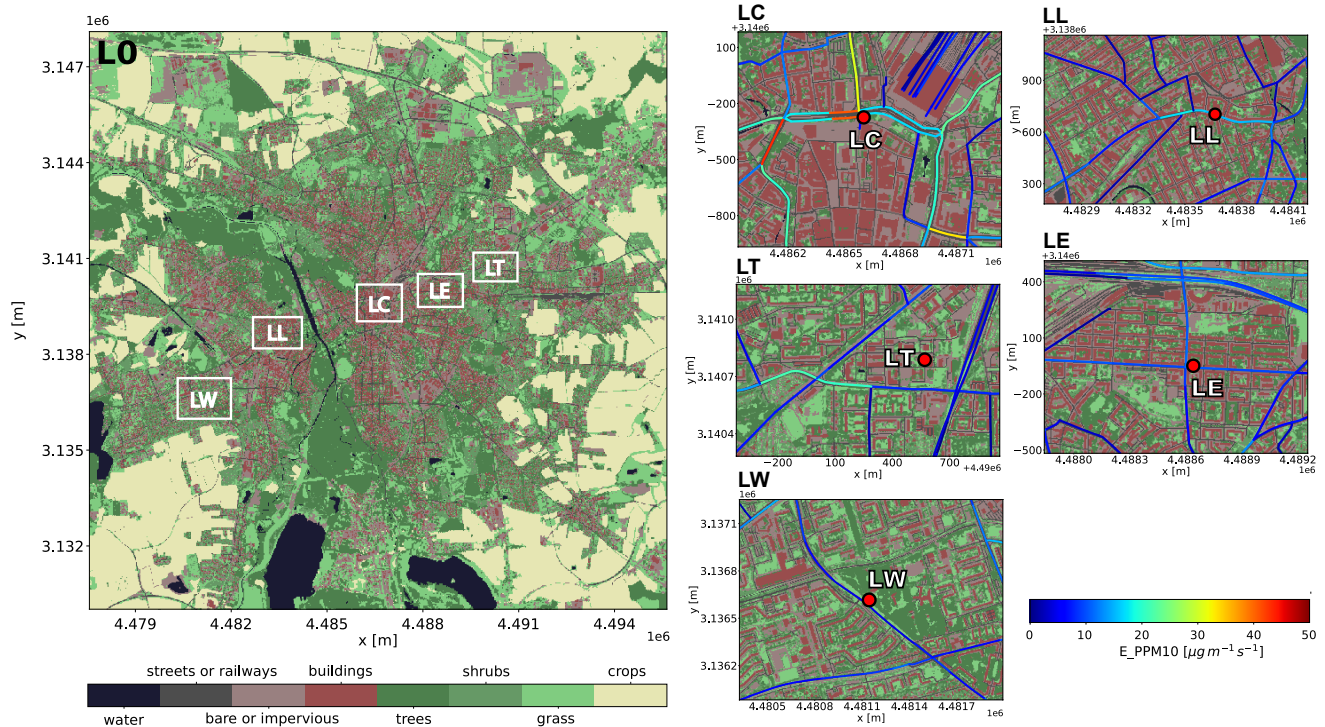 1e6
L0
3.147
3.144
3.141
3.138
3.135
3.132
y [m]
LT
LE
LC
LL
LW
4.479
4.482
4.485
4.488
4.491
4.494
x [m]
1e6
streets or railways
buildings
shrubs
crops
water
bare or impervious
trees
grass
LC
+3.14e6
100
−200
−500
−800
y [m]
LC
4.4862
4.4865
4.4868
4.4871
x [m]
1e6
LL
+3.138e6
900
600
300
y [m]
LL
4.4829
4.4832
4.4835
4.4838
4.4841
x [m]
1e6
LT
1e6
3.1410
3.1407
3.1404
y [m]
LT
−200
100
400
700
+4.49e6
x [m]
LE
+3.14e6
400
100
−200
−500
y [m]
LE
4.4880
4.4883
4.4886
4.4889
4.4892
x [m]
1e6
LW
1e6
3.1371
3.1368
3.1365
3.1362
y [m]
LW
4.4805
4.4808
4.4811
4.4814
4.4817
x [m]
1e6
0
10
20
30
40
50
E_PPM10 [μg m⁻¹ s⁻¹]